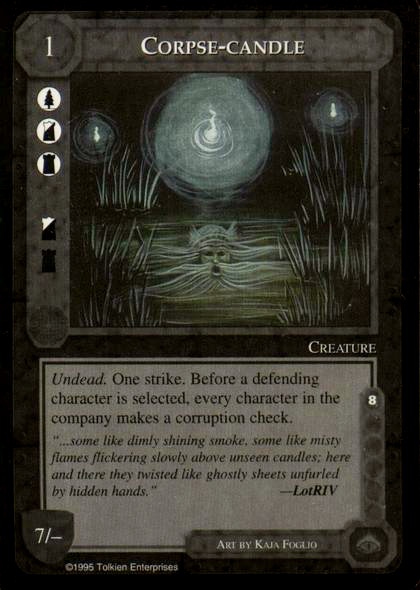 1
CORPSE-CANDLE
CREATURE
Undead. One strike. Before a defending
character is selected, every character in the
company makes a corruption check.
8
“...some like dimly shining smoke, some like misty
flames flickering slowly above unseen candles; here
and there they twisted like ghostly sheets unfurled
by hidden hands.” —LotRIV
7/–
ART BY KAJA FOGLIO
©1995 Tolkien Enterprises